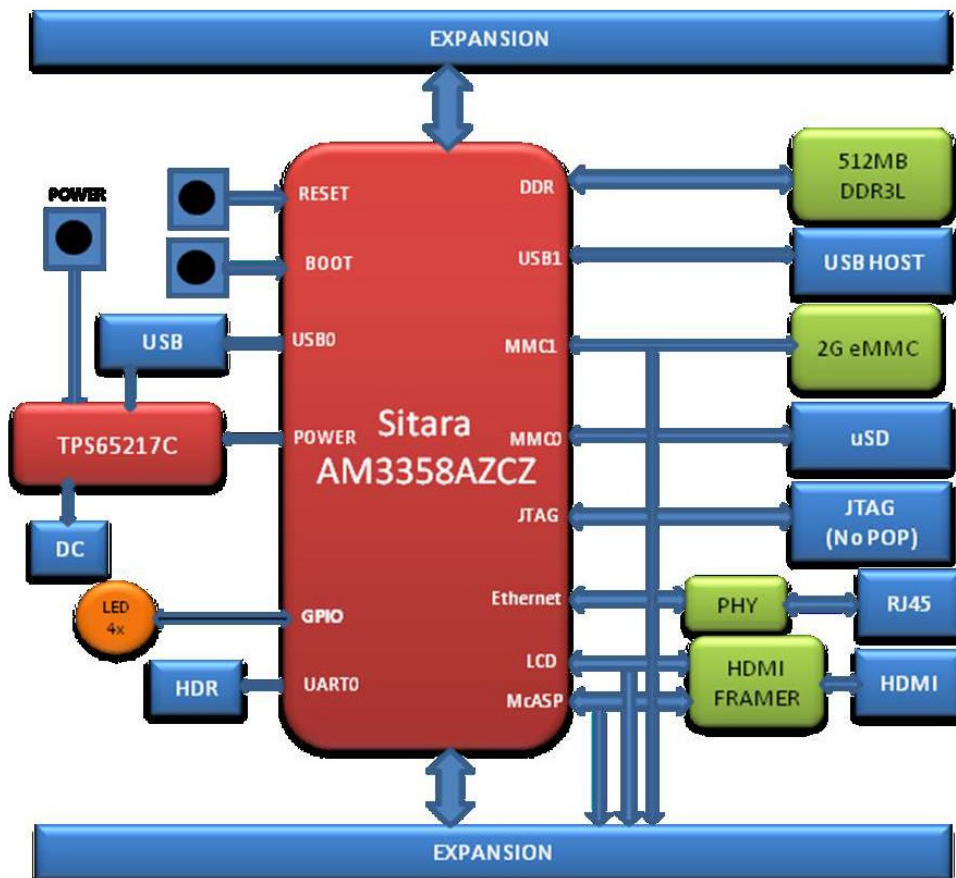 EXPANSION
POWER
RESET
BOOT
USB
USB0
TPS65217C
POWER
DC
LED
4x
GPIO
HDR
UART0
Sitara
AM3358AZCZ
DDR
512MB
DDR3L
USB1
USB HOST
MMC1
2G eMMC
MMC0
uSD
JTAG
JTAG
(No POP)
Ethernet
PHY
RJ45
LCD
McASP
HDMI
FRAMER
HDMI
EXPANSION